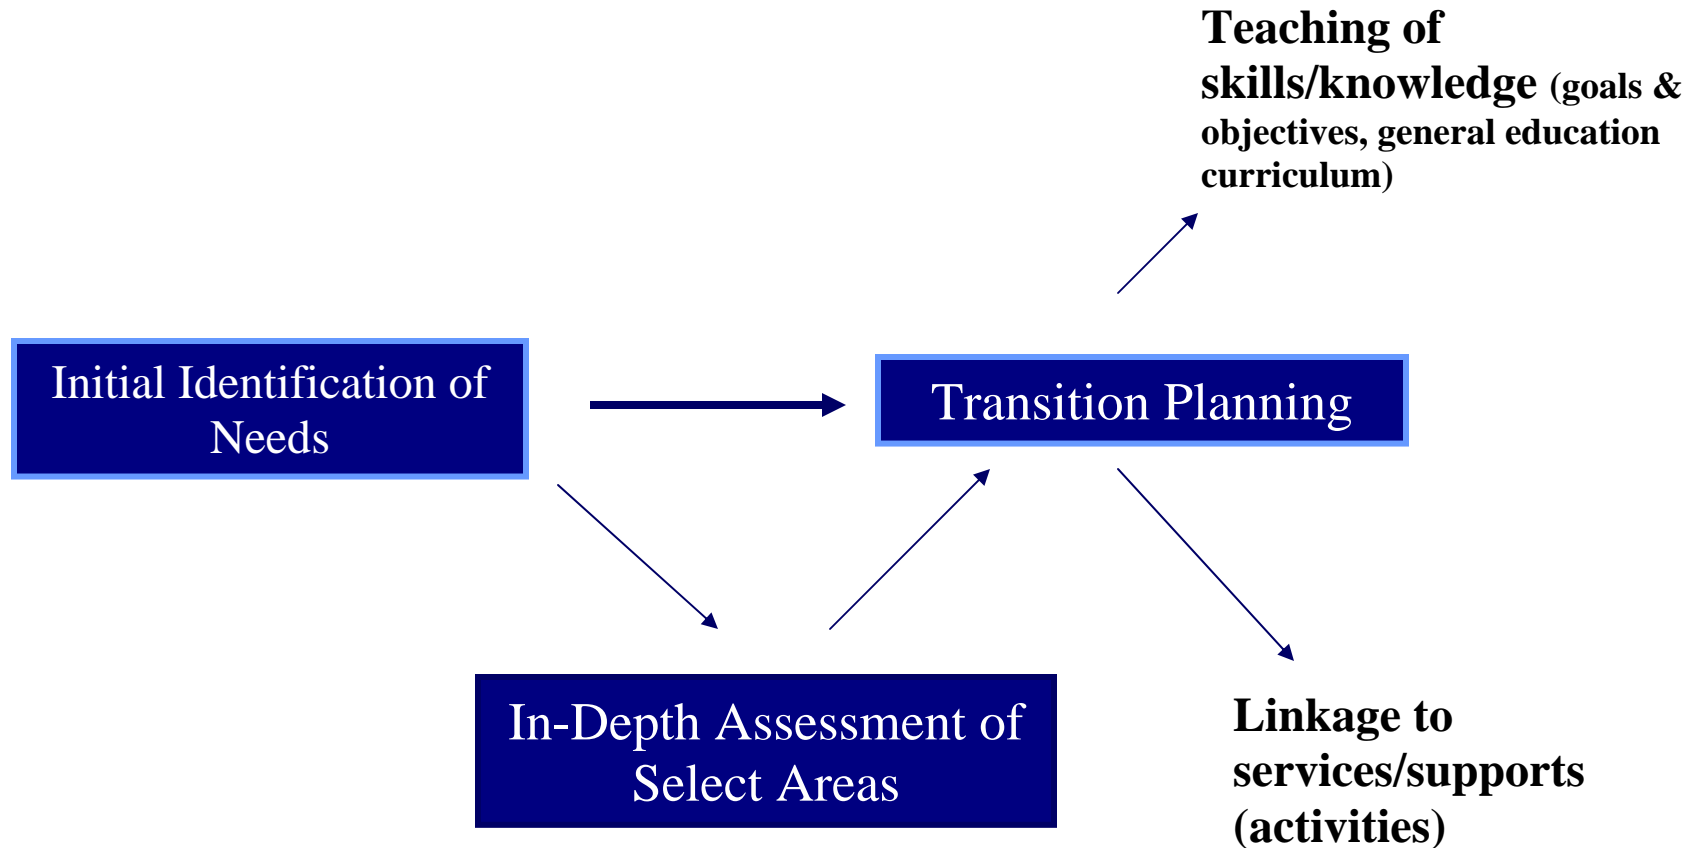 Teaching of
skills/knowledge (goals &
objectives, general education
curriculum)
Initial Identification of
Needs
Transition Planning
In-Depth Assessment of
Select Areas
Linkage to
services/supports
(activities)